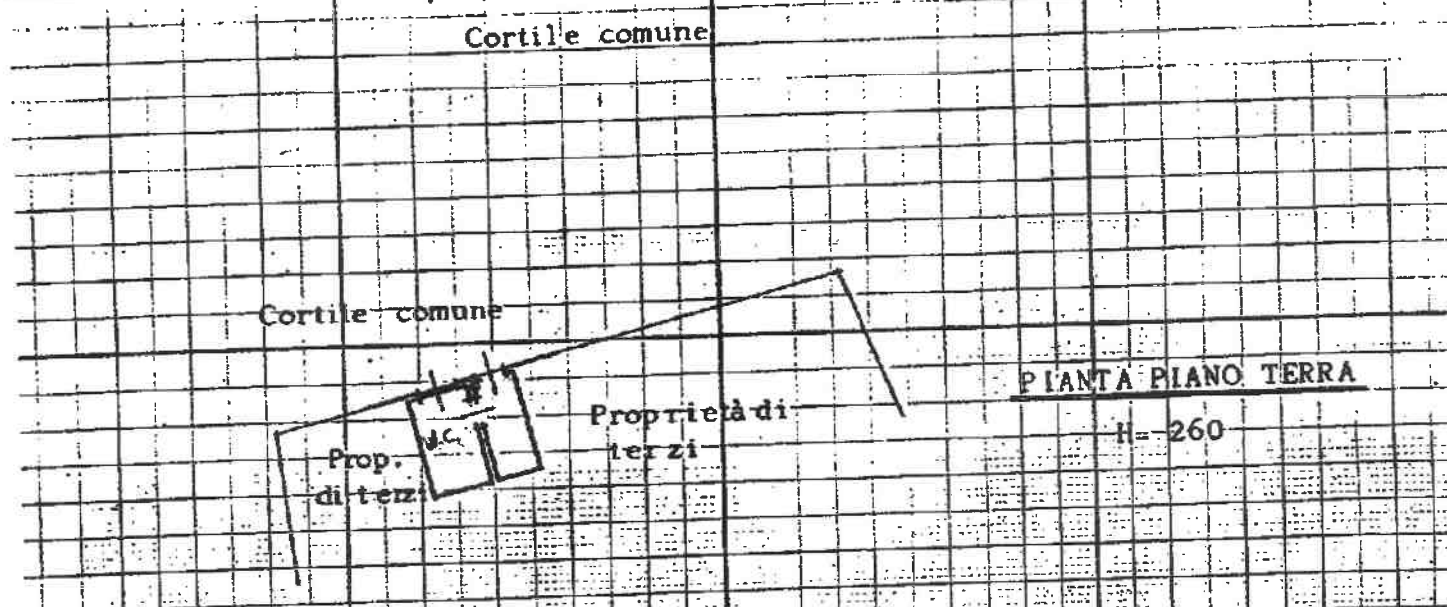 Cortile comune
Cortile comune
PIANTA PIANO TERRA
H= 260
Proprietà di
terzi
Prop.
di terzi